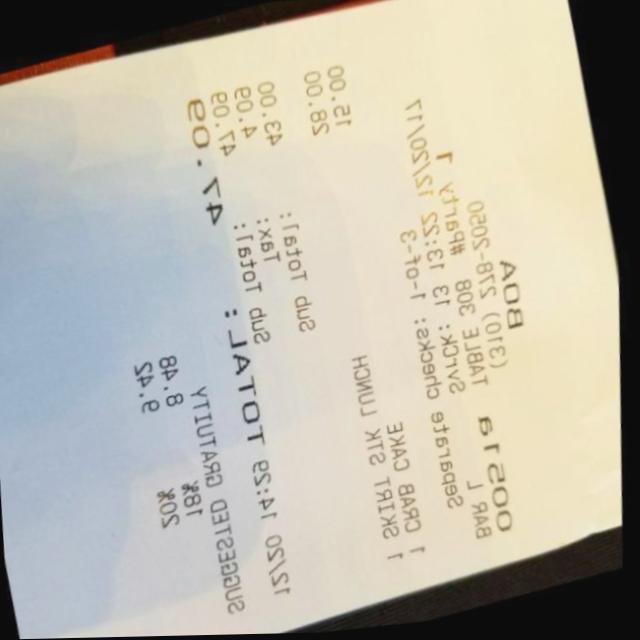 BOA
(310) 278-2050
0051a TABLE 308 #Party 1
BAR L SVCK: 13 13:22 12/20/17
Separate checks: 1-of-3
1 CRAB CAKE 15.00
1 SKIRT STK LUNCH 28.00
Sub Total: 43.00
Tax: 4.09
Sub Total: 47.09
12/20 14:29 TOTAL: 47.09
SUGGESTED GRATUITY
18% 8.48
20% 9.42